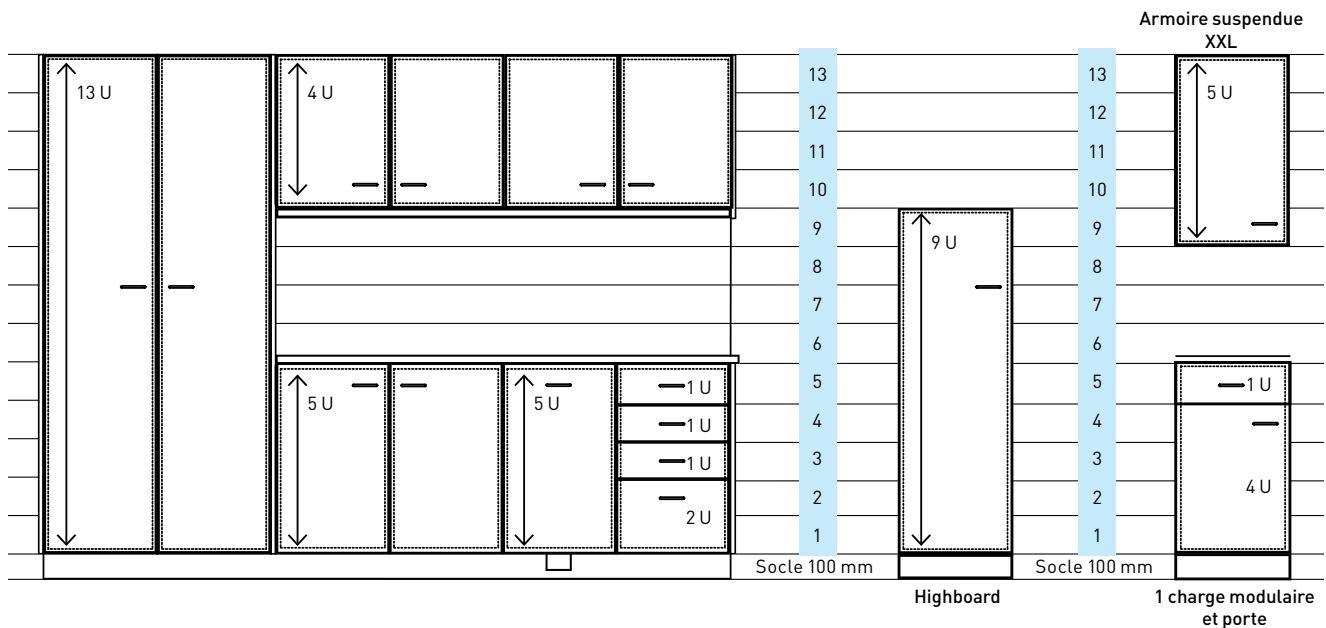 Armoire suspendue
XXL
13 U
4 U
13
12
11
10
9
8
7
6
5
4
3
2
1
9 U
13
12
11
10
9
8
7
6
5
4
3
2
1
5 U
5 U
5 U
1 U
1 U
1 U
2 U
1 U
4 U
Socle 100 mm
Socle 100 mm
Highboard
1 charge modulaire
et porte